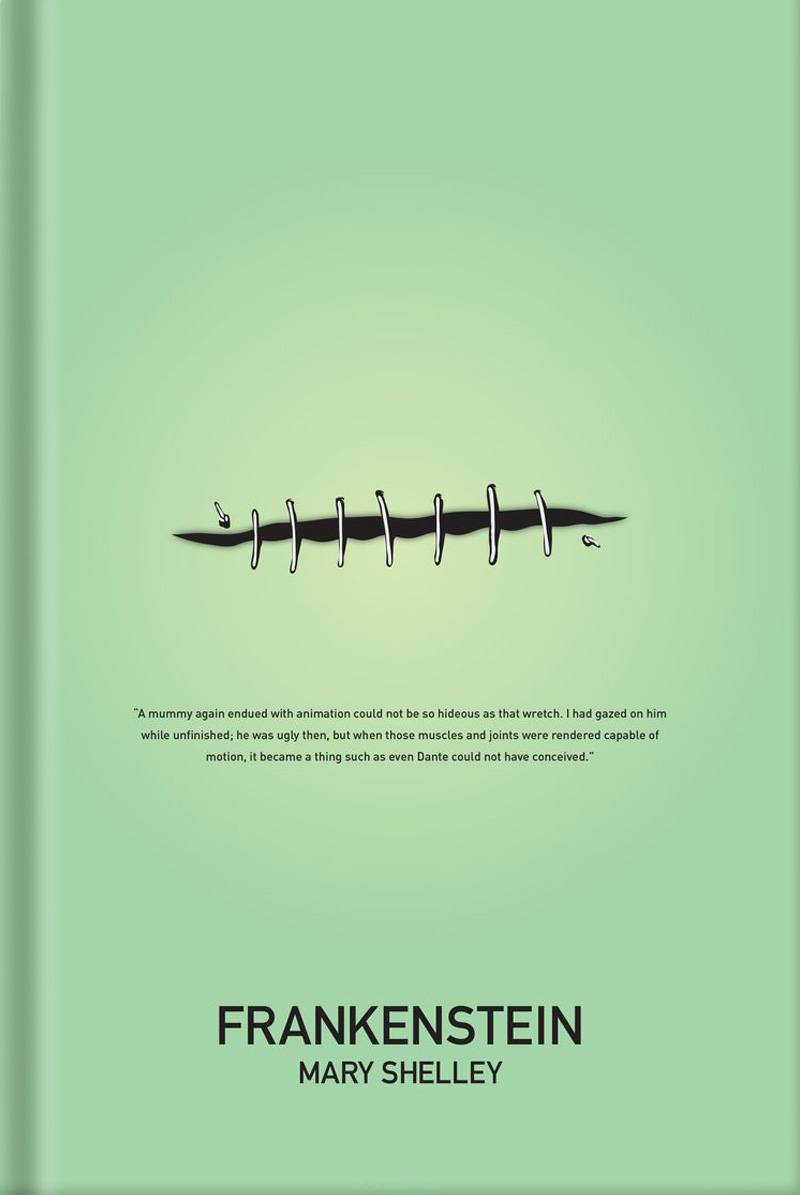 “A mummy again endued with animation could not be so hideous as that wretch. I had gazed on him
while unfinished; he was ugly then, but when those muscles and joints were rendered capable of
motion, it became a thing such as even Dante could not have conceived.”
FRANKENSTEIN
MARY SHELLEY